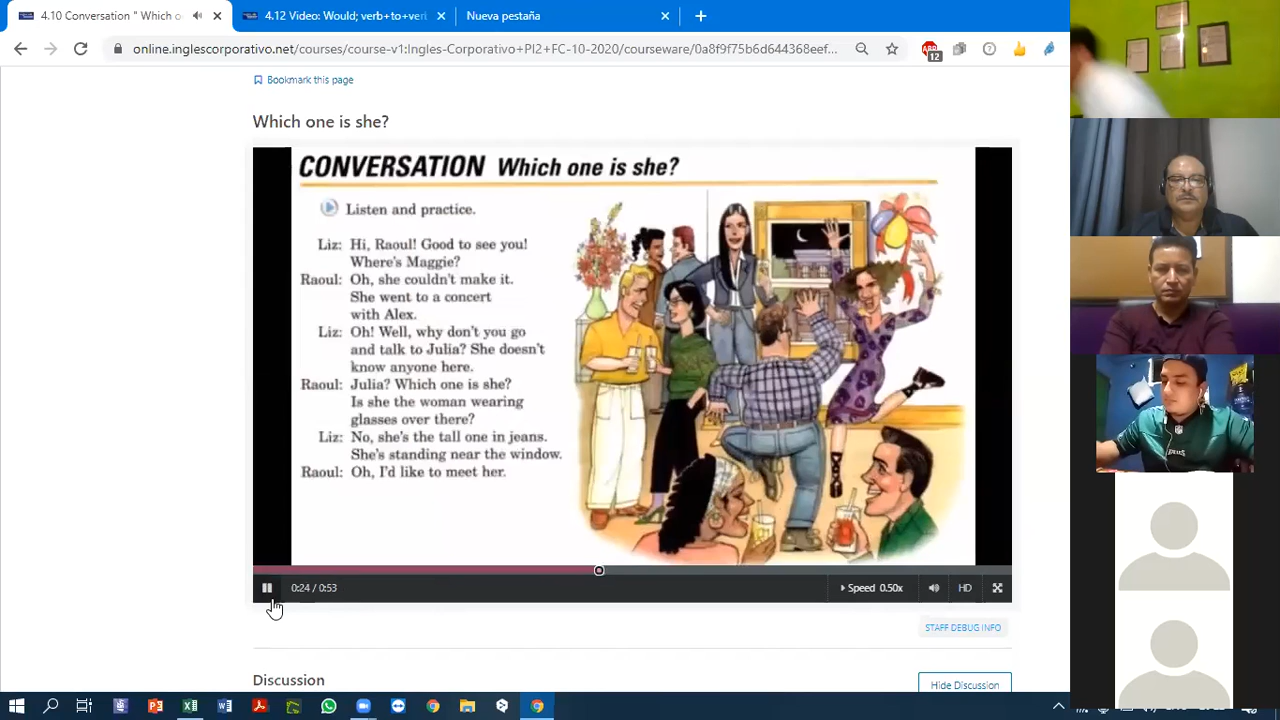 4.10 Conversation " Which o
4.12 Video: Would; verb+to+ver
Nueva pestaña
online.inglescorporativo.net/courses/course-v1:Ingles-Corporativo+PI2+FC-10-2020/courseware/0a8f9f75b6d644368eef...
ABP
12
Bookmark this page
Which one is she?
CONVERSATION Which one is she?
Listen and practice.
Liz: Hi, Raoul! Good to see you!
Where's Maggie?
Raoul: Oh, she couldn't make it.
She went to a concert
with Alex.
Liz: Oh! Well, why don't you go
and talk to Julia? She doesn't
know anyone here.
Raoul: Julia? Which one is she?
Is she the woman wearing
glasses over there?
Liz: No, she's the tall one in jeans.
She's standing near the window.
Raoul: Oh, I'd like to meet her.
0:24 / 0:53
Speed 0.50x
HD
STAFF DEBUG INFO
Discussion
Hide Discussion